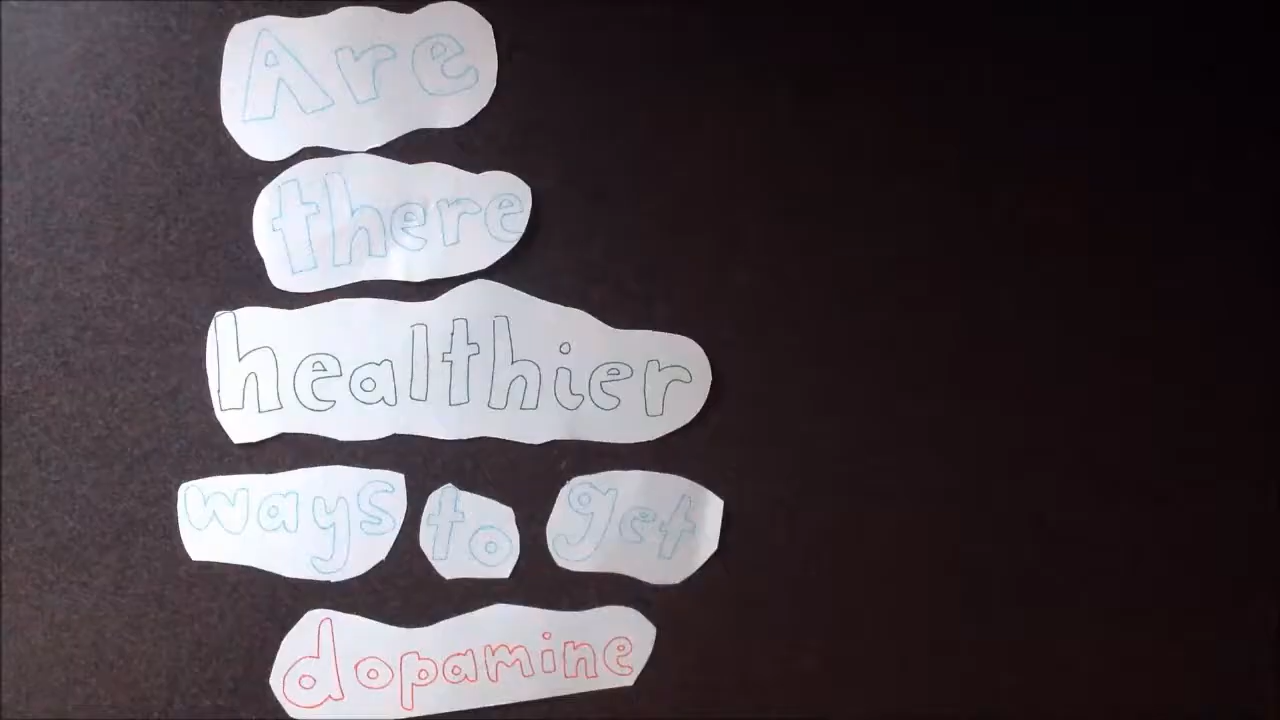 Are
there
healthier
ways to get
dopamine